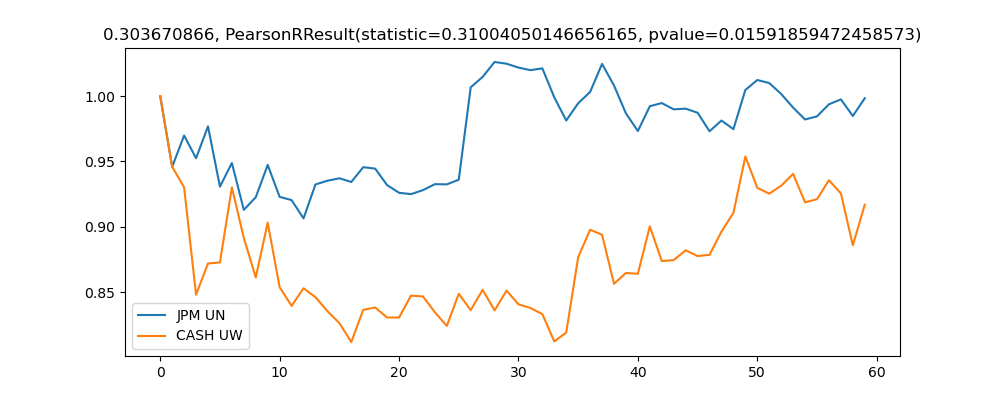 0.303670866, PearsonRResult(statistic=0.31004050146656165, pvalue=0.01591859472458573)
1.00
0.95
0.90
0.85
JPM UN
CASH UW
0 10 20 30 40 50 60